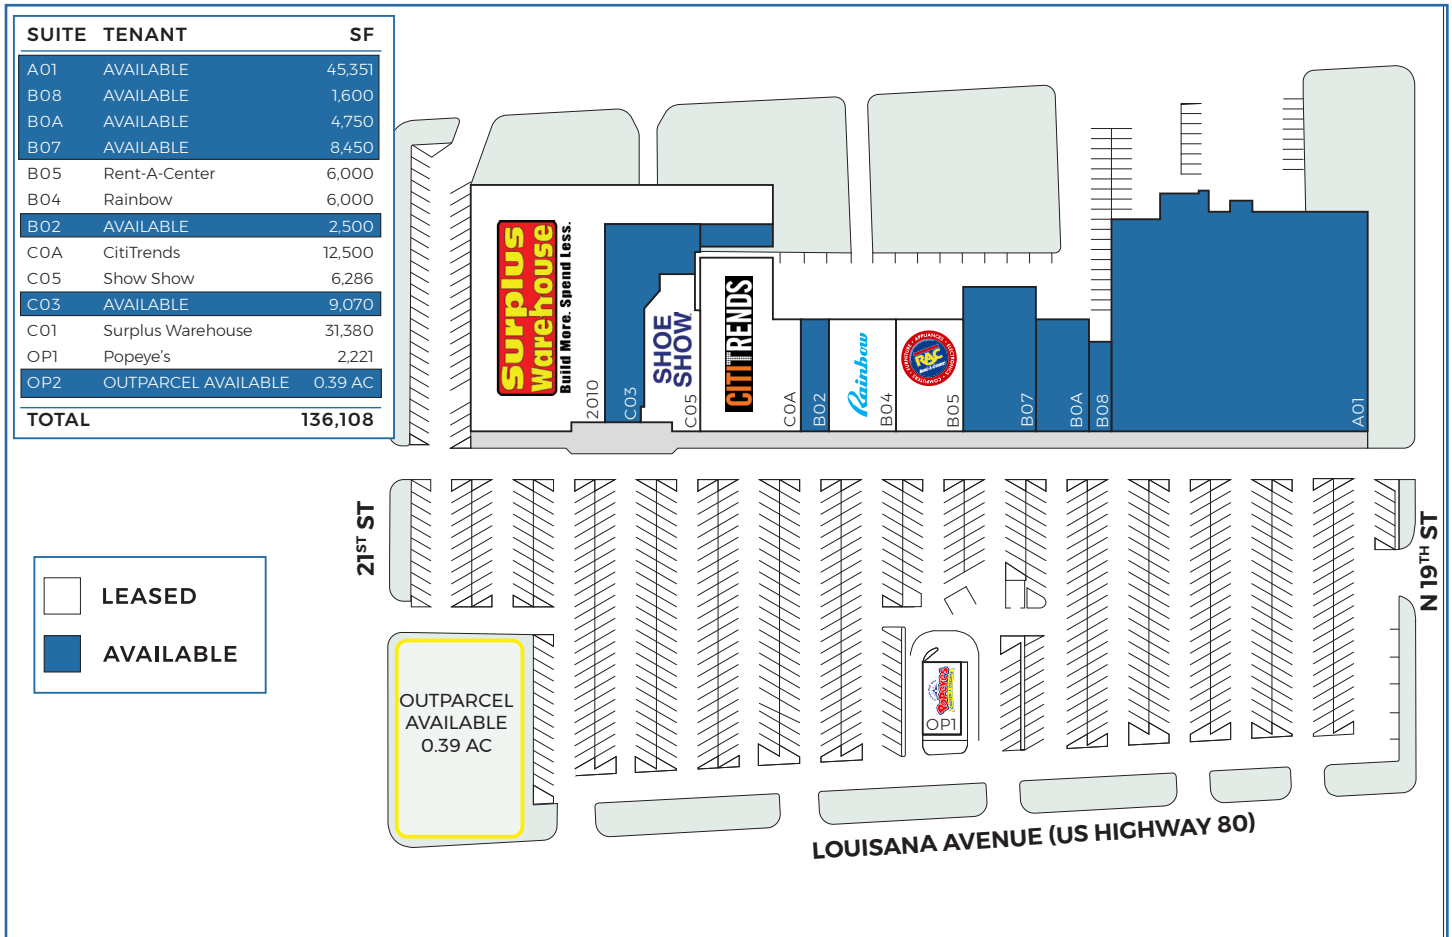 SUITE TENANT SF
A01 AVAILABLE 45,351
B08 AVAILABLE 1,600
B0A AVAILABLE 4,750
B07 AVAILABLE 8,450
B05 Rent-A-Center 6,000
B04 Rainbow 6,000
B02 AVAILABLE 2,500
C0A CitiTrends 12,500
C05 Show Show 6,286
C03 AVAILABLE 9,070
C01 Surplus Warehouse 31,380
OP1 Popeye's 2,221
OP2 OUTPARCEL AVAILABLE 0.39 AC
TOTAL 136,108
Surplus
Warehouse
Build More. Spend Less.
2010
C03
SHOE
SHOW
C05
CITITRENDS
C0A
B02
Rainbow
B04
FURNITURE • APPLIANCES • ELECTRONICS • COMPUTERS
RAC
B05
B07
B0A
B08
A01
21ST ST
N 19TH ST
LEASED
AVAILABLE
OUTPARCEL
AVAILABLE
0.39 AC
POPEYES
OP1
LOUISANA AVENUE (US HIGHWAY 80)